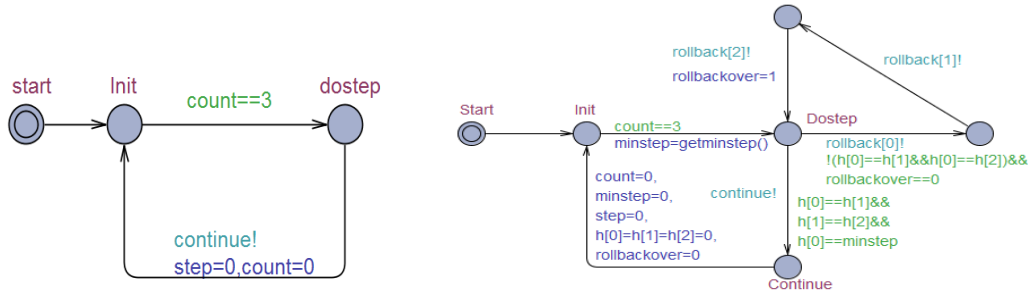 start
Init
dostep
count==3
continue!
step=0,count=0
rollback[2]!
rollbackover=1
rollback[1]!
Start
Init
count==3
minstep=getminstep()
Dostep
rollback[0]!
!(h[0]==h[1]&&h[0]==h[2])&&
rollbackover==0
count=0,
minstep=0,
step=0,
h[0]=h[1]=h[2]=0,
rollbackover=0
continue!
h[0]==h[1]&&
h[1]==h[2]&&
h[0]==minstep
Continue